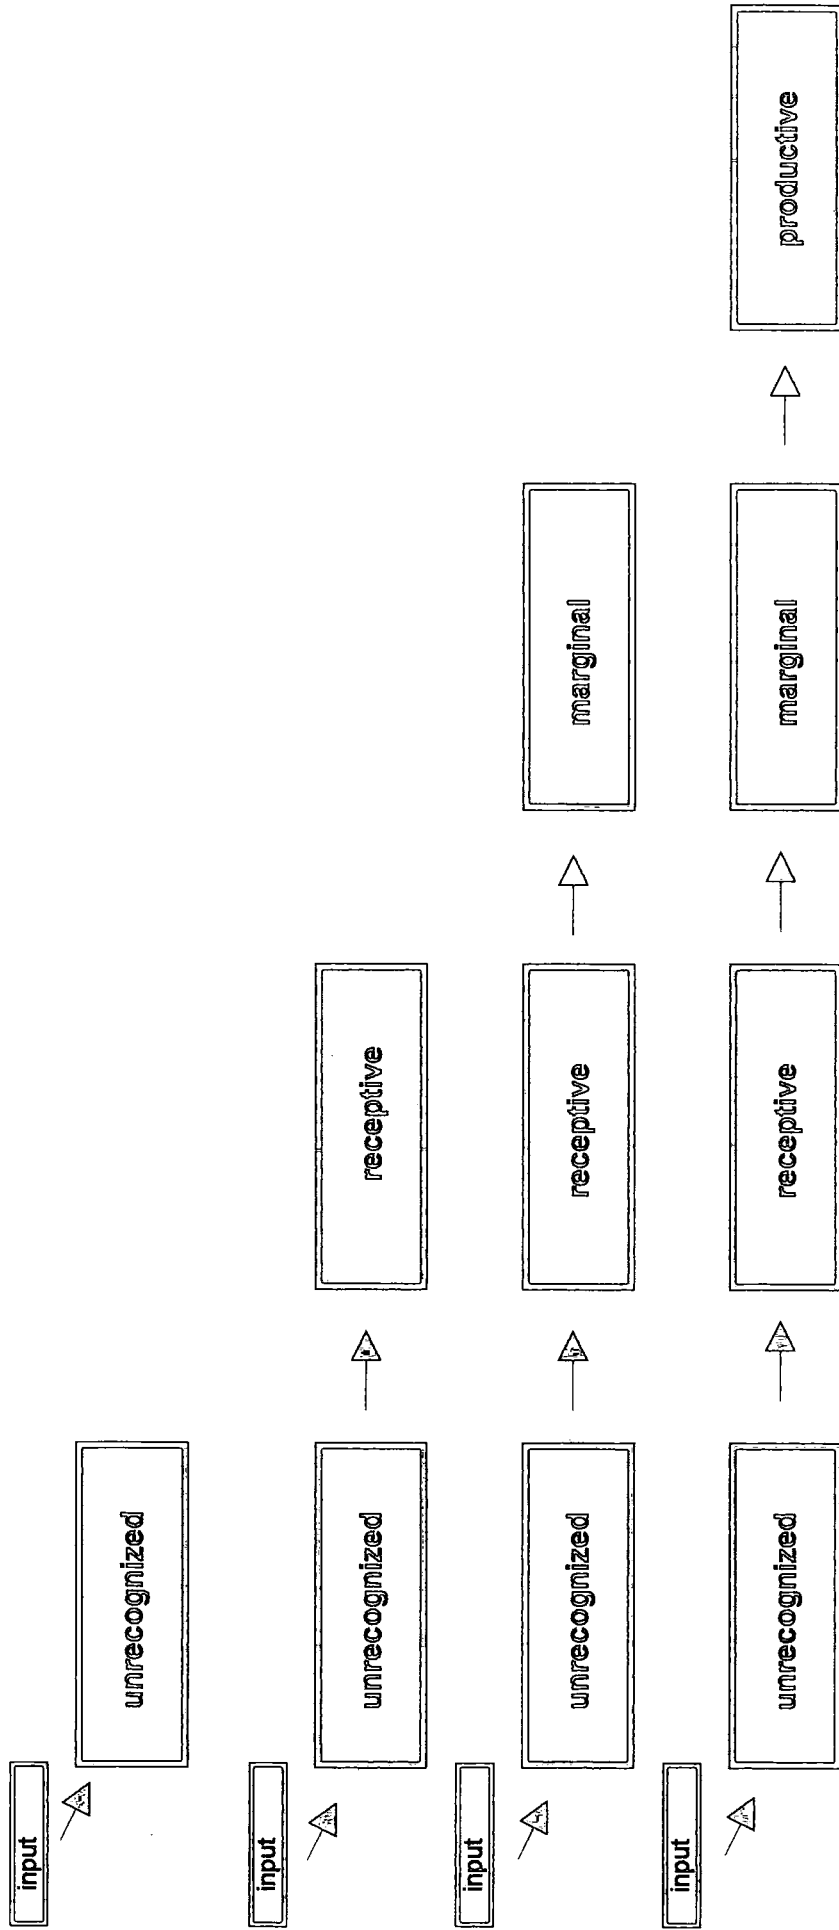 input
unrecognized
input
unrecognized
receptive
input
unrecognized
receptive
marginal
input
unrecognized
receptive
marginal
productive